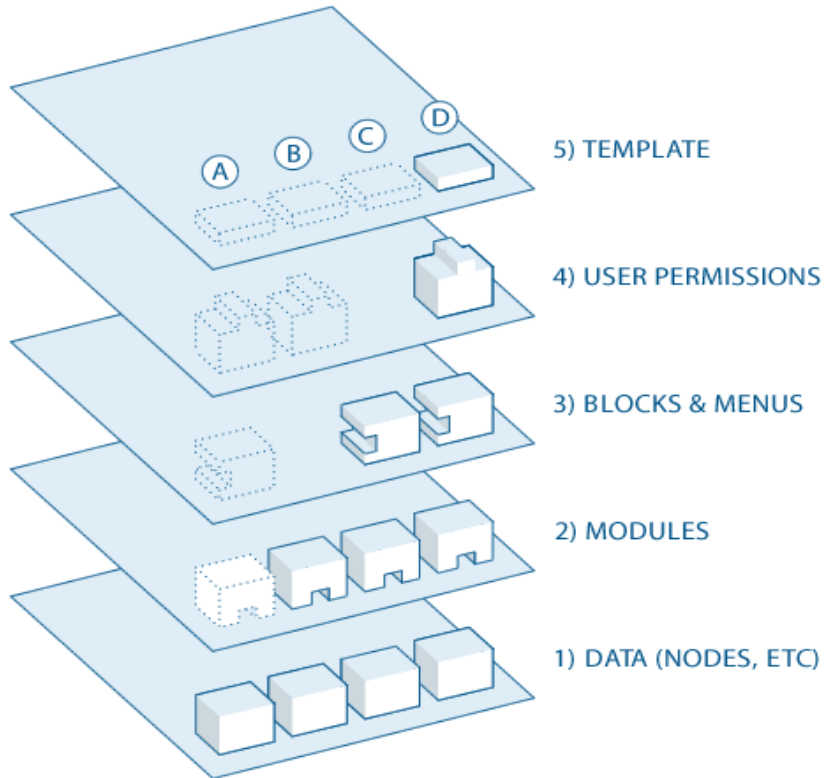 A
B
C
D
5) TEMPLATE
4) USER PERMISSIONS
3) BLOCKS & MENUS
2) MODULES
1) DATA (NODES, ETC)